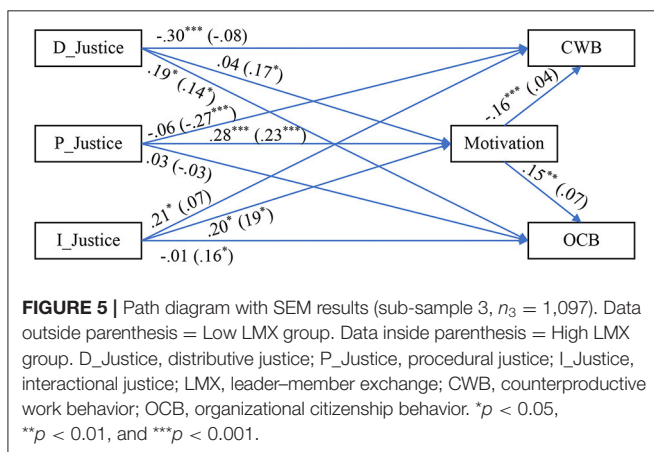 D_Justice
-.30*** (-.08)
CWB
.04 (.17*)
.19* (.14*)
-.16*** (.04)
P_Justice
-.06 (-.27***)
.28*** (.23***)
Motivation
.03 (-.03)
.15** (.07)
.21* (.07)
.20* (19*)
I_Justice
-.01 (.16*)
OCB
FIGURE 5 | Path diagram with SEM results (sub-sample 3, n3 = 1,097). Data
outside parenthesis = Low LMX group. Data inside parenthesis = High LMX
group. D_Justice, distributive justice; P_Justice, procedural justice; I_Justice,
interactional justice; LMX, leader–member exchange; CWB, counterproductive
work behavior; OCB, organizational citizenship behavior. *p < 0.05,
**p < 0.01, and ***p < 0.001.